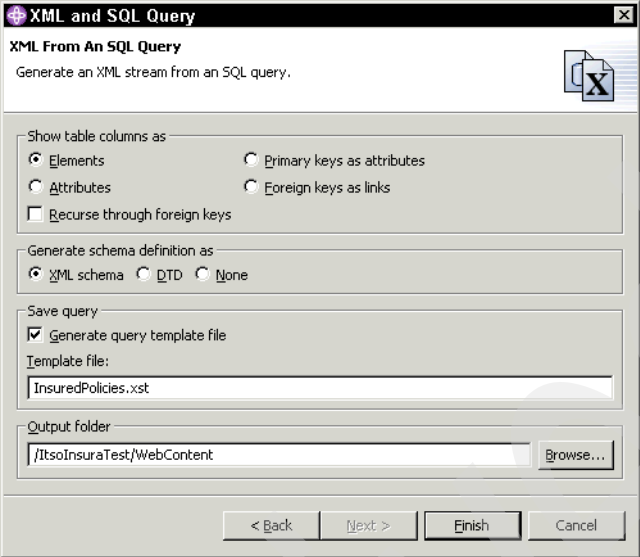 XML and SQL Query
XML From An SQL Query
Generate an XML stream from an SQL query.
X
Show table columns as
Elements
Primary keys as attributes
Attributes
Foreign keys as links
Recurse through foreign keys
Generate schema definition as
XML schema DTD None
Save query
Generate query template file
Template file:
InsuredPolicies.xst
Output folder
/ItsoInsuraTest/WebContent
Browse...
< Back Next > Finish Cancel